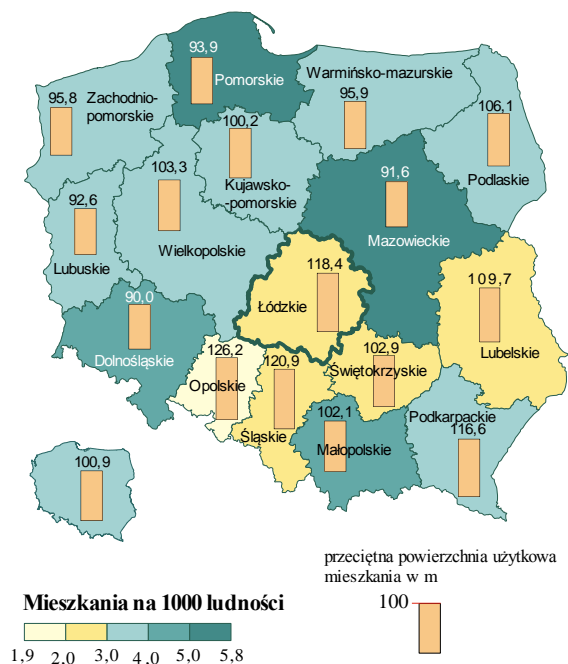 93,9
Pomorskie
Warmińsko-mazurskie
95,9
95,8
Zachodnio-
pomorskie
100,2
Kujawsko-
-pomorskie
106,1
Podlaskie
103,3
Wielkopolskie
92,6
Lubuskie
91,6
Mazowieckie
118,4
Łódzkie
109,7
Lubelskie
90,0
Dolnośląskie
126,2
Opolskie
120,9
Śląskie
102,9
Świętokrzyskie
102,1
Małopolskie
Podkarpackie
116,6
100,9
przeciętna powierzchnia użytkowa
mieszkania w m
100
Mieszkania na 1000 ludności
1,9 2,0 3,0 4,0 5,0 5,8